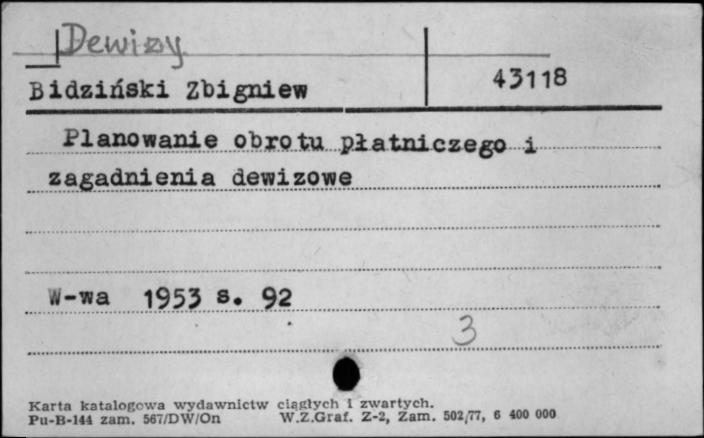 Dewizy
Bidziński Zbigniew 43118
Planowanie obrotu płatniczego i
zagadnienia dewizowe
W-wa 1953 s. 92
3
Karta katalogowa wydawnictw ciągłych i zwartych.
Pu-B-144 zam. 567/DW/On W.Z.Graf. Z-2, Zam. 502/77, 6 400 000